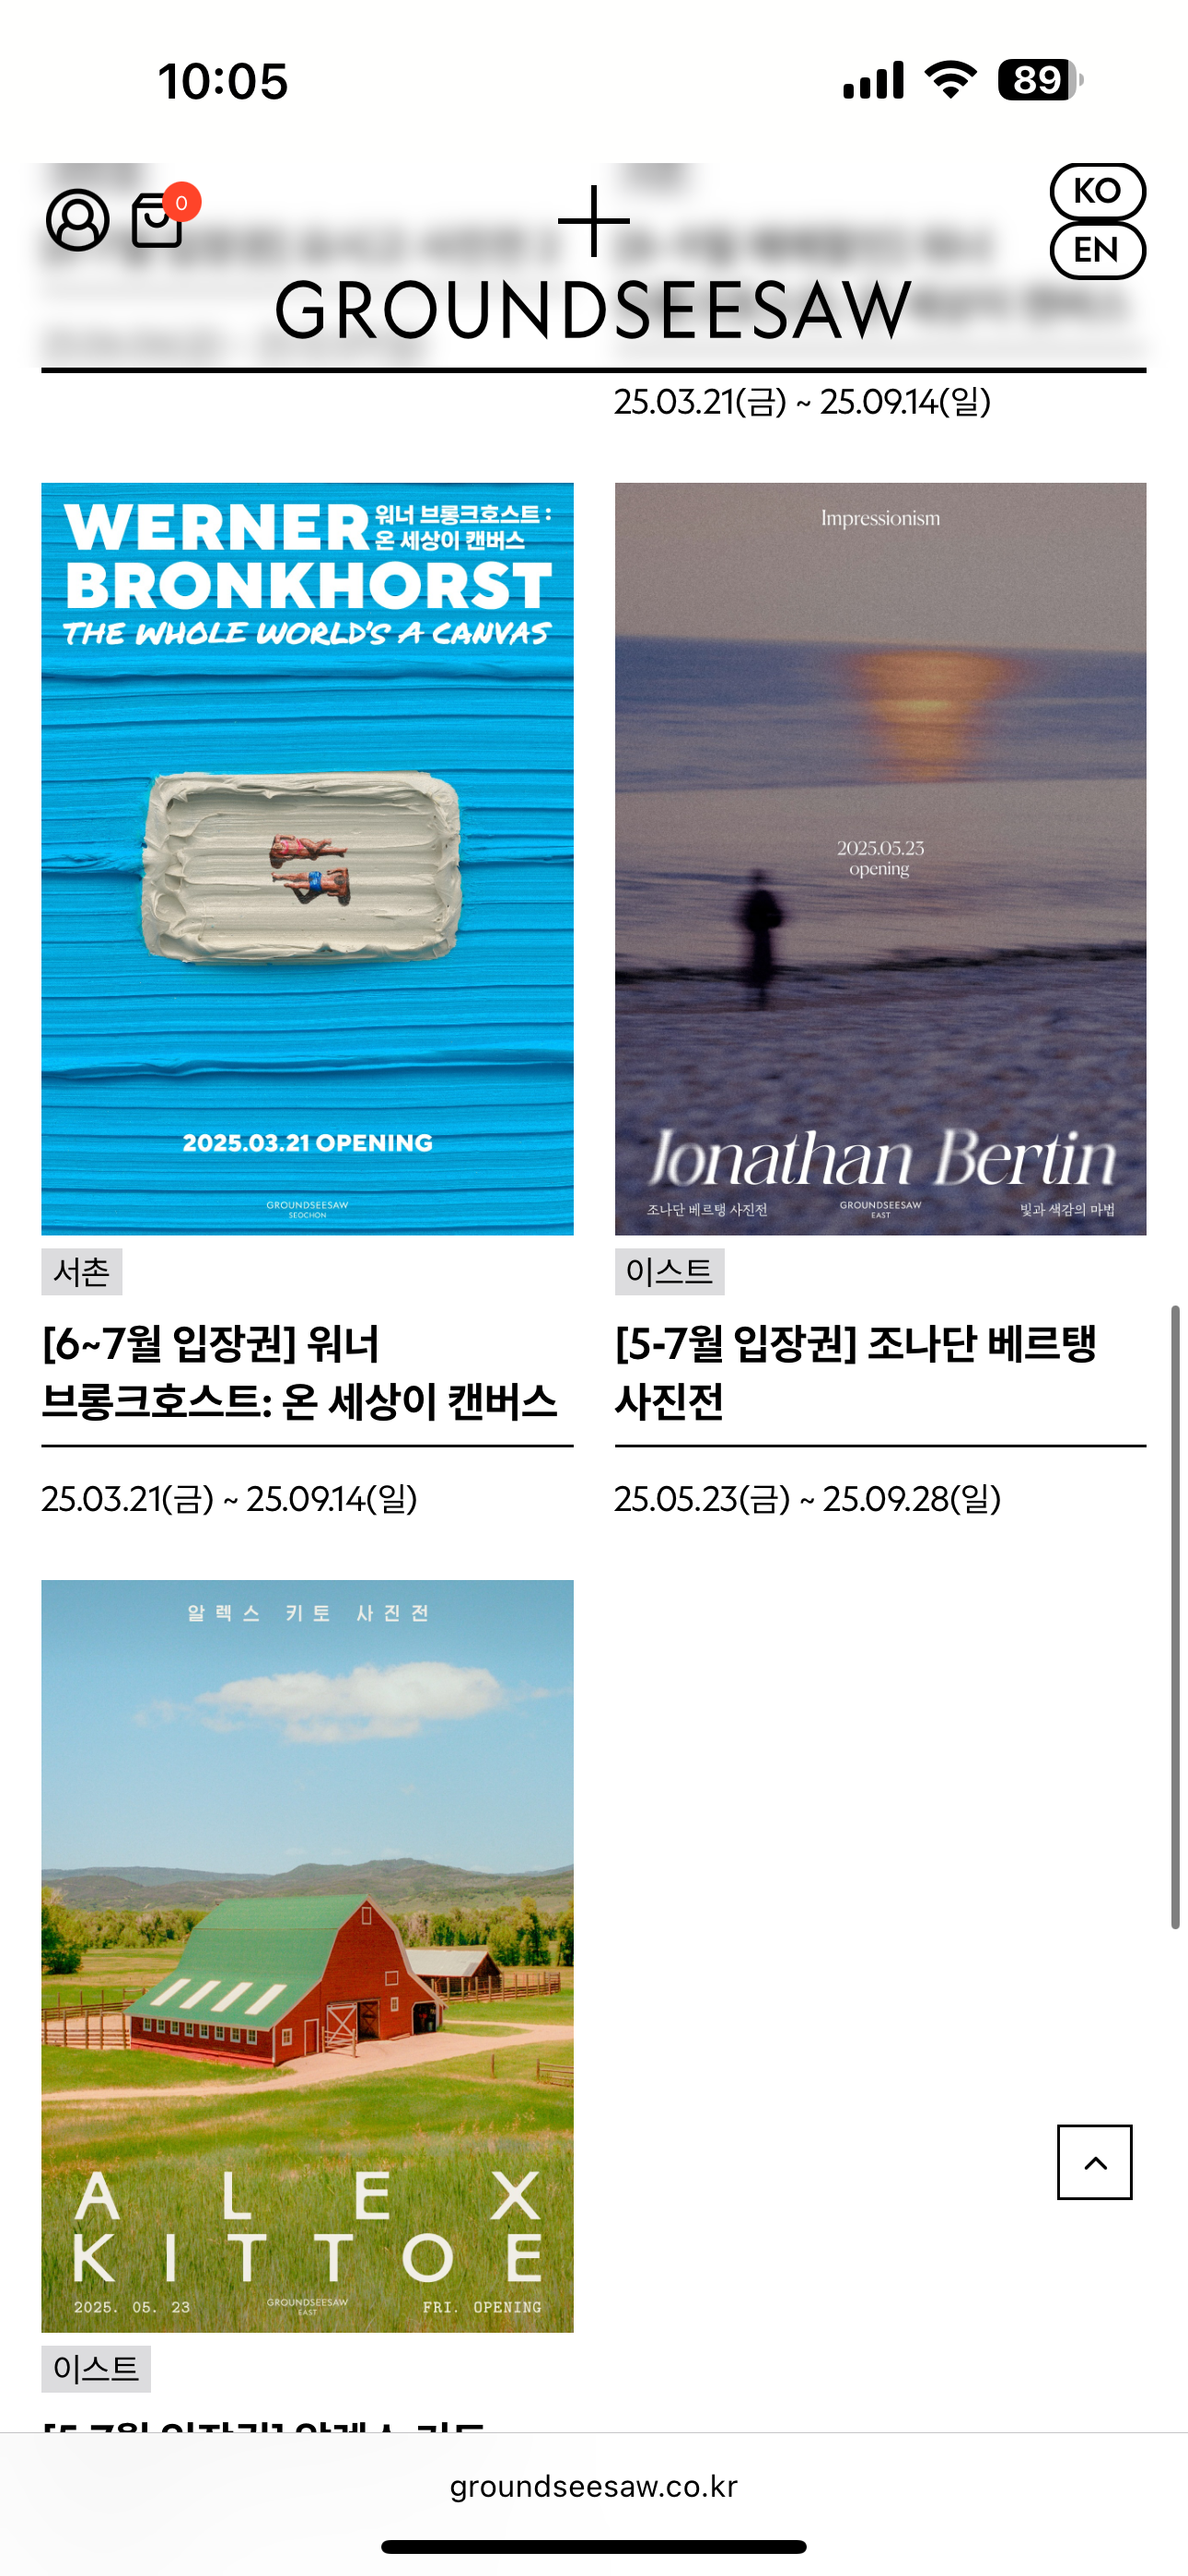 10:05
89
0
KO
EN
GROUNDSEESAW
25.03.21(금) ~ 25.09.14(일)
WERNER 워너 브롱크호스트 :
온 세상이 캔버스
BRONKHORST
THE WHOLE WORLD'S A CANVAS
2025.03.21 OPENING
GROUNDSEESAW
SEOCHON
서촌
[6~7월 입장권] 워너
브롱크호스트: 온 세상이 캔버스
25.03.21(금) ~ 25.09.14(일)
Impressionism
2025.05.23
opening
Jonathan Bertin
조나단 베르탱 사진전 GROUNDSEESAW 빛과 색감의 마법
EAST
이스트
[5-7월 입장권] 조나단 베르탱
사진전
25.05.23(금) ~ 25.09.28(일)
알렉스 키토 사진전
ALEX
KITTOE
2025. 05. 23 GROUNDSEESAW FRI. OPENING
EAST
이스트
groundseesaw.co.kr